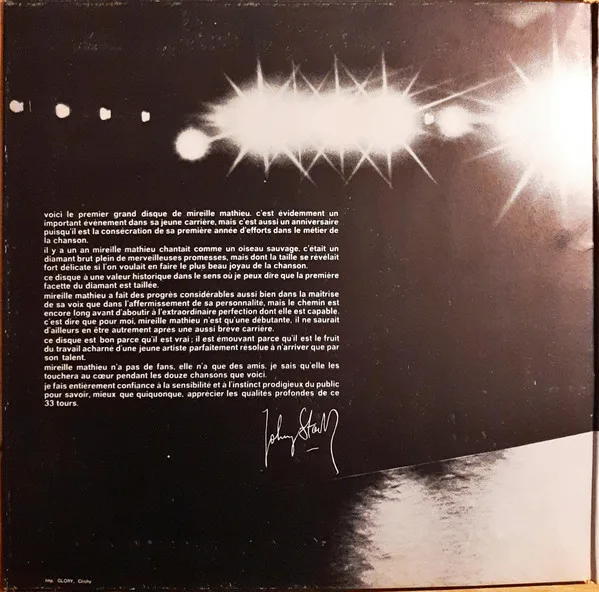 voici le premier grand disque de mireille mathieu. c'est évidemment un
important événement dans sa jeune carrière, mais c'est aussi un anniversaire
puisqu'il est la consécration de sa première année d'efforts dans le métier de
la chanson.
il y a un an mireille mathieu chantait comme un oiseau sauvage. c'était un
diamant brut plein de merveilleuses promesses, mais dont la taille se révélait
fort délicate si l'on voulait en faire le plus beau joyau de la chanson.
ce disque à une valeur historique dans le sens où je peux dire que la première
facette du diamant est taillée.
mireille mathieu a fait des progrès considérables aussi bien dans la maîtrise
de sa voix que dans l'affermissement de sa personnalité, mais le chemin est
encore long avant d'aboutir à l'extraordinaire perfection dont elle est capable.
c'est dire que pour moi, mireille mathieu n'est qu'une débutante, il ne saurait
d'ailleurs en être autrement après une aussi brève carrière.
ce disque est bon parce qu'il est vrai ; il est émouvant parce qu'il est le fruit
du travail acharné d'une jeune artiste parfaitement résolue à n'arriver que par
son talent.
mireille mathieu n'a pas de fans, elle n'a que des amis. je sais qu'elle les
touchera au cœur pendant les douze chansons que voici.
je fais entièrement confiance à la sensibilité et à l'instinct prodigieux du public
pour savoir, mieux que quiquonque, apprécier les qualités profondes de ce
33 tours.
Johnny Stark
Imp. GLORY, Clichy